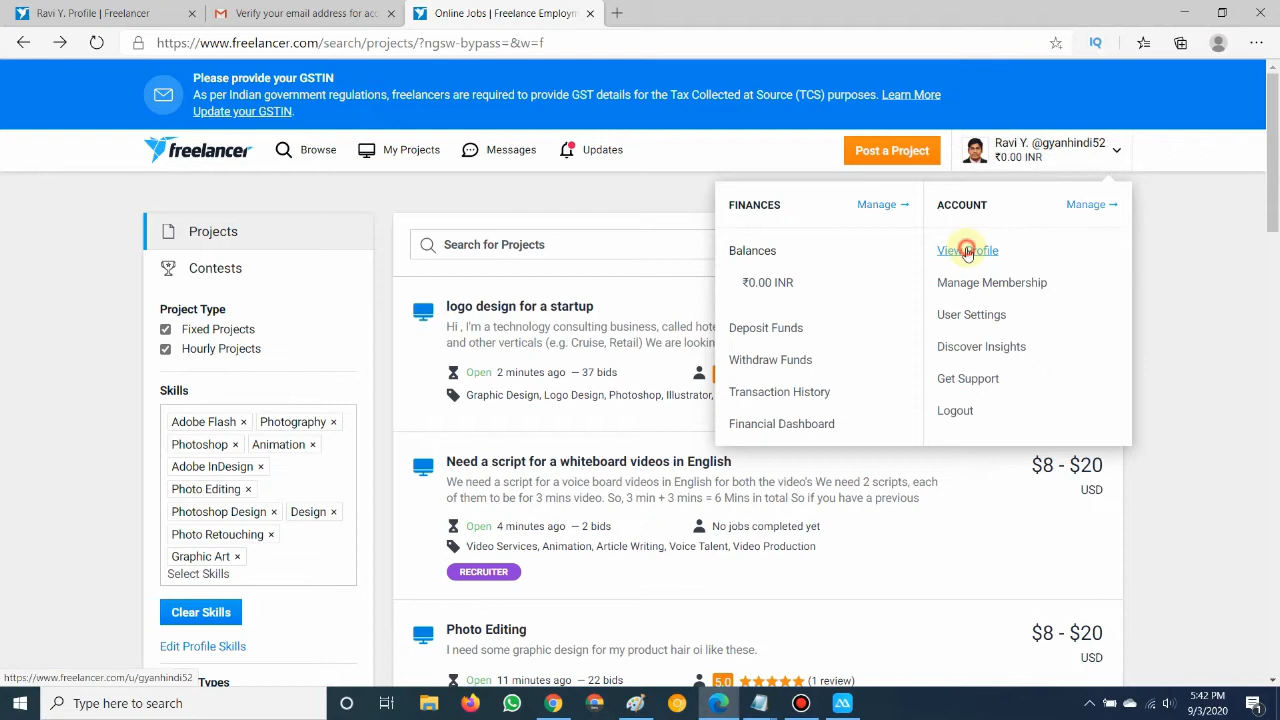 Ravi Y. Profile | Freelancer
Verify your email address for acc
Online Jobs | Freelance Employm
https://www.freelancer.com/search/projects/?ngsw-bypass=&w=f
IQ
Please provide your GSTIN
As per Indian government regulations, freelancers are required to provide GST details for the Tax Collected at Source (TCS) purposes. Learn More
Update your GSTIN.
freelancer
Browse
My Projects
Messages
Updates
Post a Project
Ravi Y. @gyanhindi52
₹0.00 INR
FINANCES
Manage →
Balances
₹0.00 INR
Deposit Funds
Withdraw Funds
Transaction History
Financial Dashboard
ACCOUNT
Manage →
View Profile
Manage Membership
User Settings
Discover Insights
Get Support
Logout
Projects
Contests
Project Type
Fixed Projects
Hourly Projects
Skills
Adobe Flash × Photography ×
Photoshop × Animation ×
Adobe InDesign ×
Photo Editing ×
Photoshop Design × Design ×
Photo Retouching ×
Graphic Art ×
Select Skills
Clear Skills
Edit Profile Skills
Types
Search for Projects
logo design for a startup
Hi , I'm a technology consulting business, called hote
and other verticals (e.g. Cruise, Retail) We are lookin
Open 2 minutes ago — 37 bids
Graphic Design, Logo Design, Photoshop, Illustrator,
Need a script for a whiteboard videos in English
$8 - $20
USD
We need a script for a voice board videos in English for both the video's We need 2 scripts, each
of them to be for 3 mins video. So, 3 min + 3 mins = 6 Mins in total So if you have a previous
Open 4 minutes ago — 2 bids
No jobs completed yet
Video Services, Animation, Article Writing, Voice Talent, Video Production
RECRUITER
Photo Editing
$8 - $20
USD
I need some graphic design for my product hair oi like these.
Open 11 minutes ago — 22 bids
5.0
(1 review)
https://www.freelancer.com/u/gyanhindi52
Type here to search
5:42 PM
9/3/2020
1